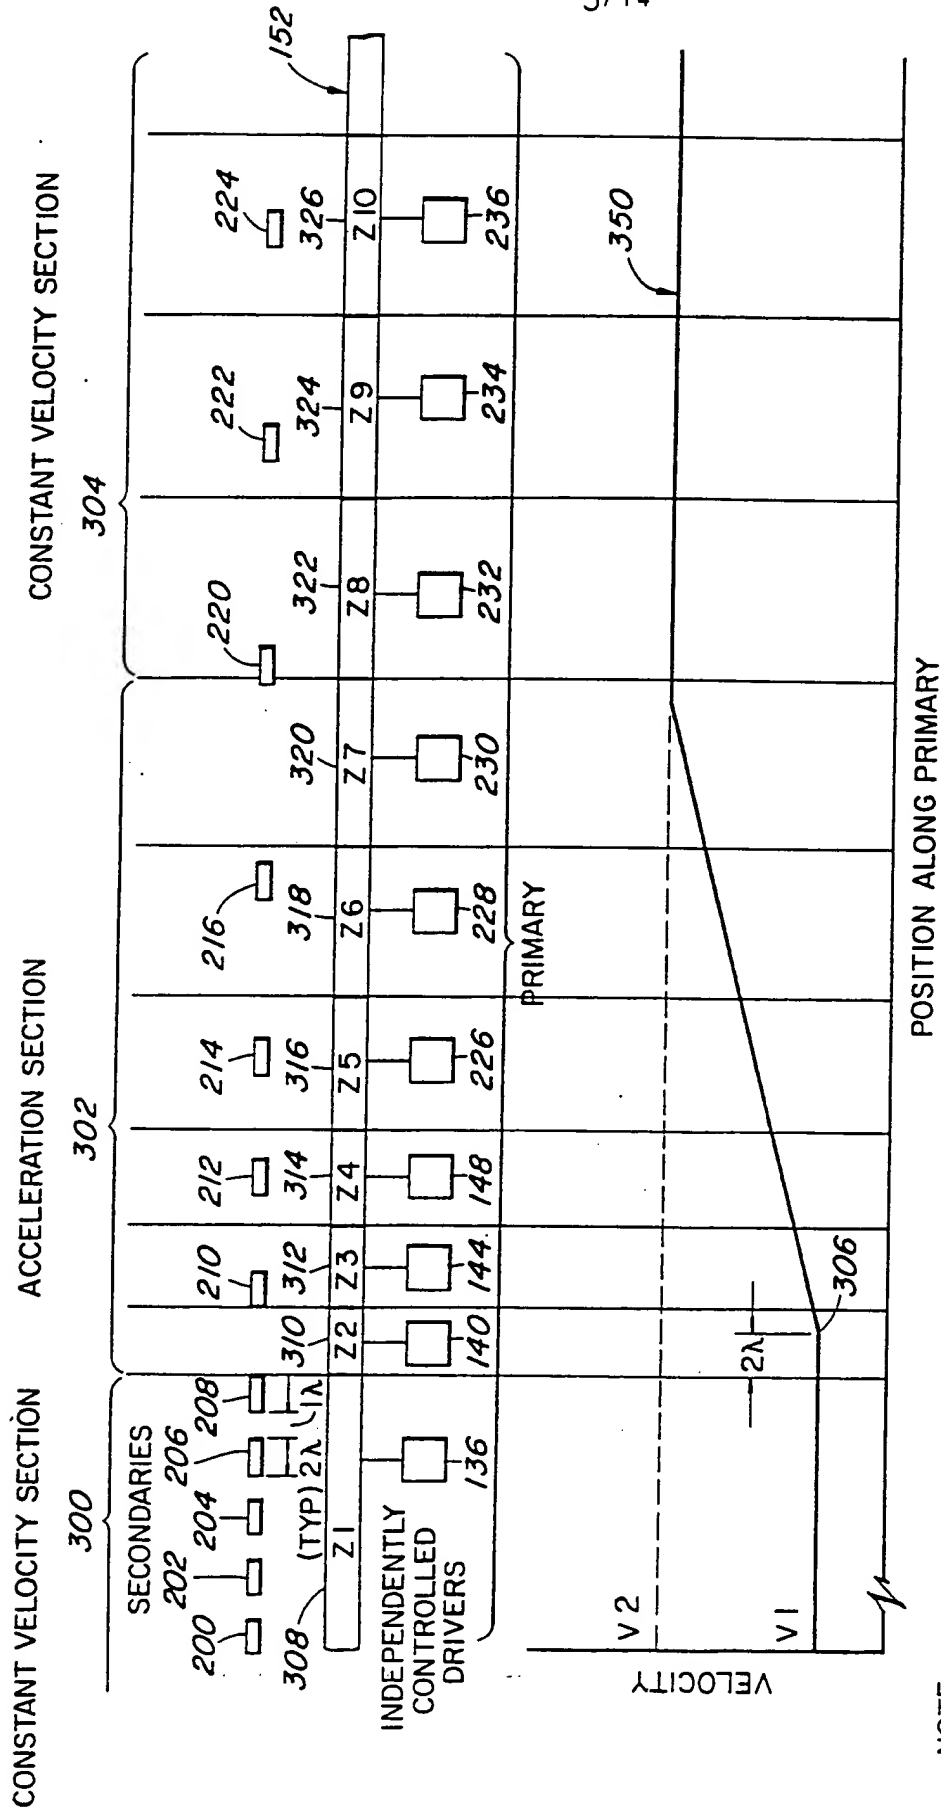 5/14
CONSTANT VELOCITY SECTION
ACCELERATION SECTION
CONSTANT VELOCITY SECTION
300
302
304
SECONDARIES
200
202
204
206
208
210
212
214
216
220
222
224
(TYP) 2λ
1λ
308
310
312
314
316
318
320
322
324
326
152
Z1
Z2
Z3
Z4
Z5
Z6
Z7
Z8
Z9
Z10
INDEPENDENTLY
CONTROLLED
DRIVERS
136
140
144
148
226
228
230
232
234
236
PRIMARY
VELOCITY
V2
V1
2λ
306
350
POSITION ALONG PRIMARY